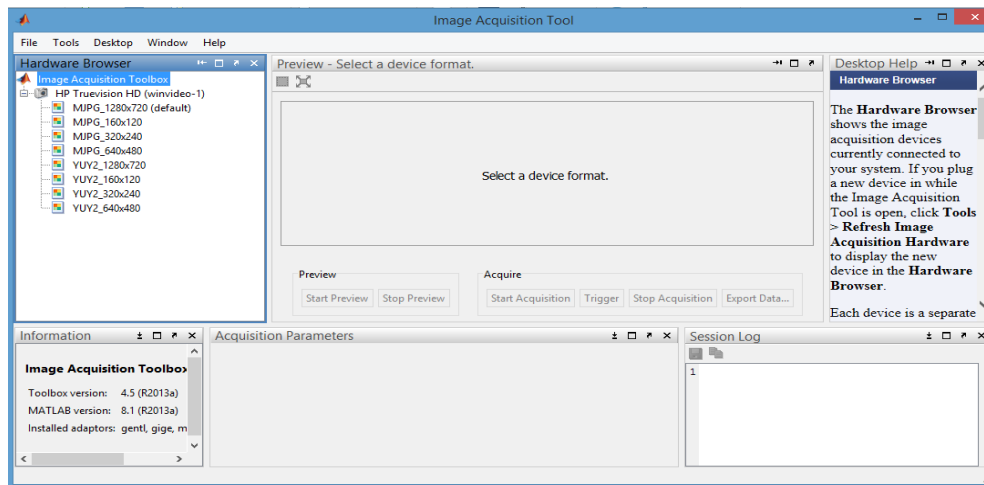 Image Acquisition Tool
File Tools Desktop Window Help
Hardware Browser
Image Acquisition Toolbox
HP Truevision HD (winvideo-1)
MJPG_1280x720 (default)
MJPG_160x120
MJPG_320x240
MJPG_640x480
YUY2_1280x720
YUY2_160x120
YUY2_320x240
YUY2_640x480
Preview - Select a device format.
Select a device format.
Preview
Start Preview Stop Preview
Acquire
Start Acquisition Trigger Stop Acquisition Export Data...
Desktop Help
Hardware Browser
The Hardware Browser
shows the image
acquisition devices
currently connected to
your system. If you plug
a new device in while
the Image Acquisition
Tool is open, click Tools
> Refresh Image
Acquisition Hardware
to display the new
device in the Hardware
Browser.
Each device is a separate
Information
Image Acquisition Toolbox
Toolbox version: 4.5 (R2013a)
MATLAB version: 8.1 (R2013a)
Installed adaptors: gentl, gige, m
Acquisition Parameters
Session Log
1